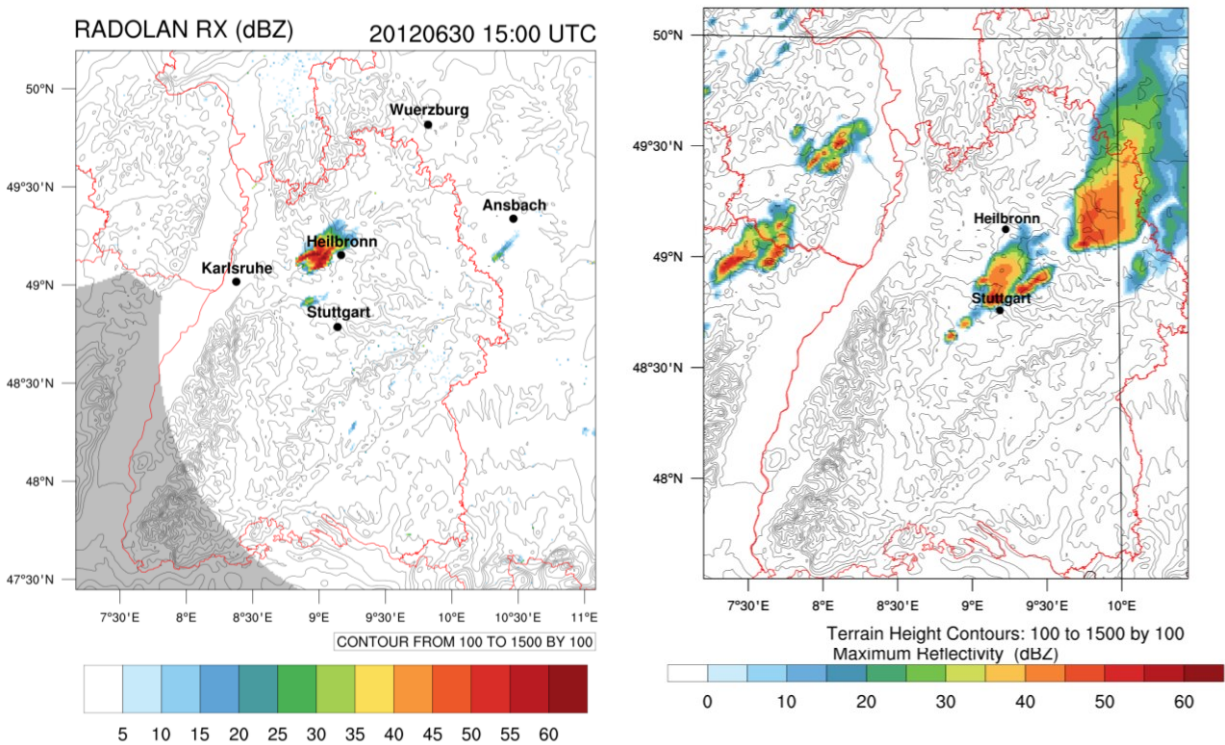 RADOLAN RX (dBZ) 20120630 15:00 UTC
50°N
49°30'N
49°N
48°30'N
48°N
47°30'N
Wuerzburg
Ansbach
Heilbronn
Karlsruhe
Stuttgart
7°30'E 8°E 8°30'E 9°E 9°30'E 10°E 10°30'E 11°E
CONTOUR FROM 100 TO 1500 BY 100
5 10 15 20 25 30 35 40 45 50 55 60
50°N
49°30'N
49°N
48°30'N
48°N
Heilbronn
Stuttgart
7°30'E 8°E 8°30'E 9°E 9°30'E 10°E
Terrain Height Contours: 100 to 1500 by 100
Maximum Reflectivity (dBZ)
0 10 20 30 40 50 60